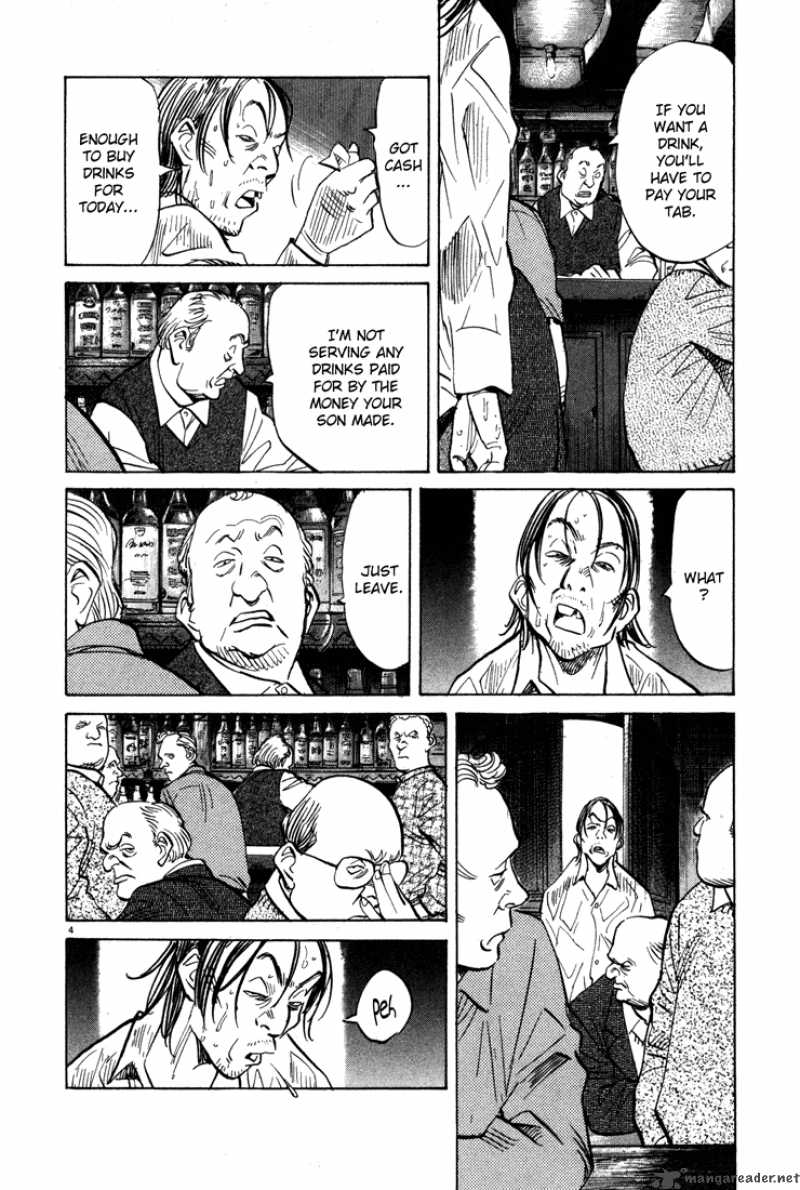 IF YOU
WANT A
DRINK,
YOU'LL
HAVE TO
PAY YOUR
TAB.
GOT
CASH
...
ENOUGH
TO BUY
DRINKS
FOR
TODAY...
I'M NOT
SERVING ANY
DRINKS PAID
FOR BY THE
MONEY YOUR
SON MADE.
WHAT
?
JUST
LEAVE.
4
peh
mangareader.net